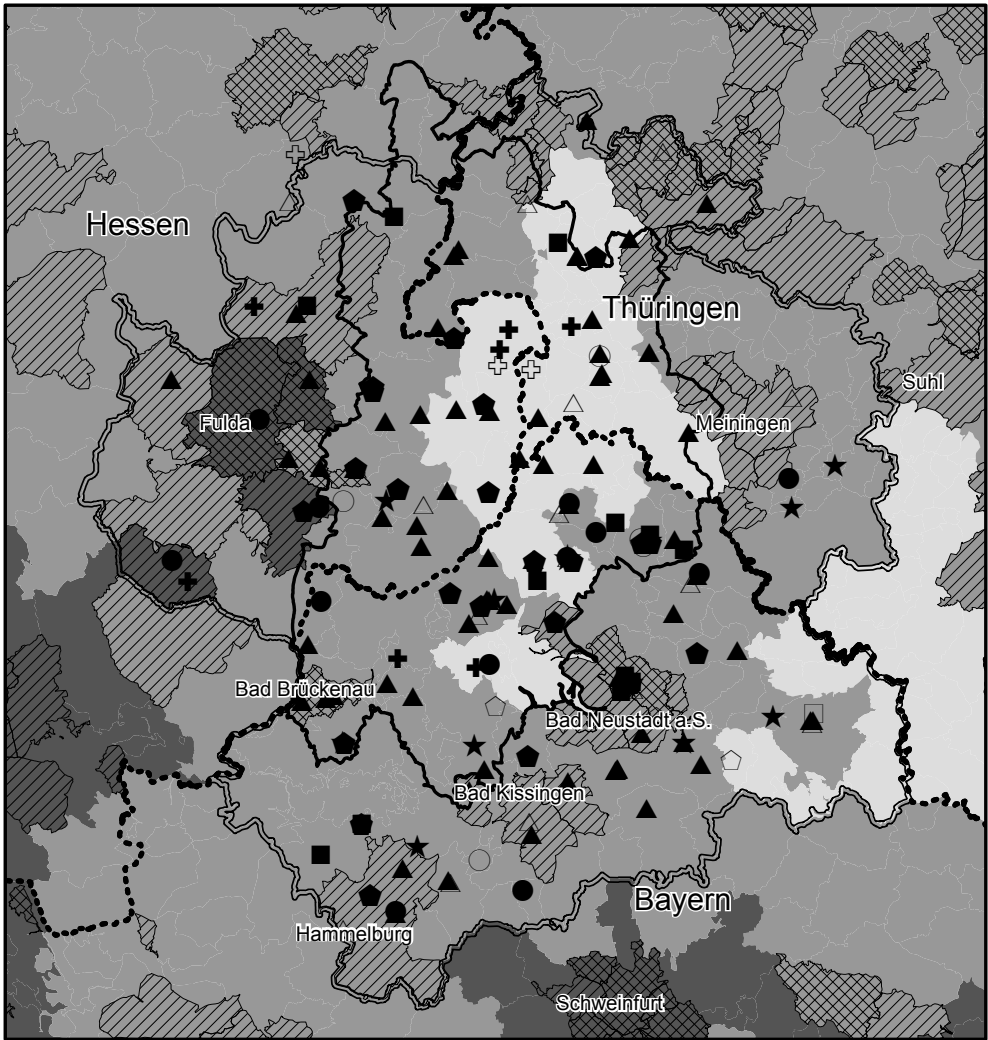 Hessen
Thüringen
Suhl
Fulda
Meiningen
Bad Brückenau
Bad Neustadt a.S.
Bad Kissingen
Bayern
Hammelburg
Schweinfurt